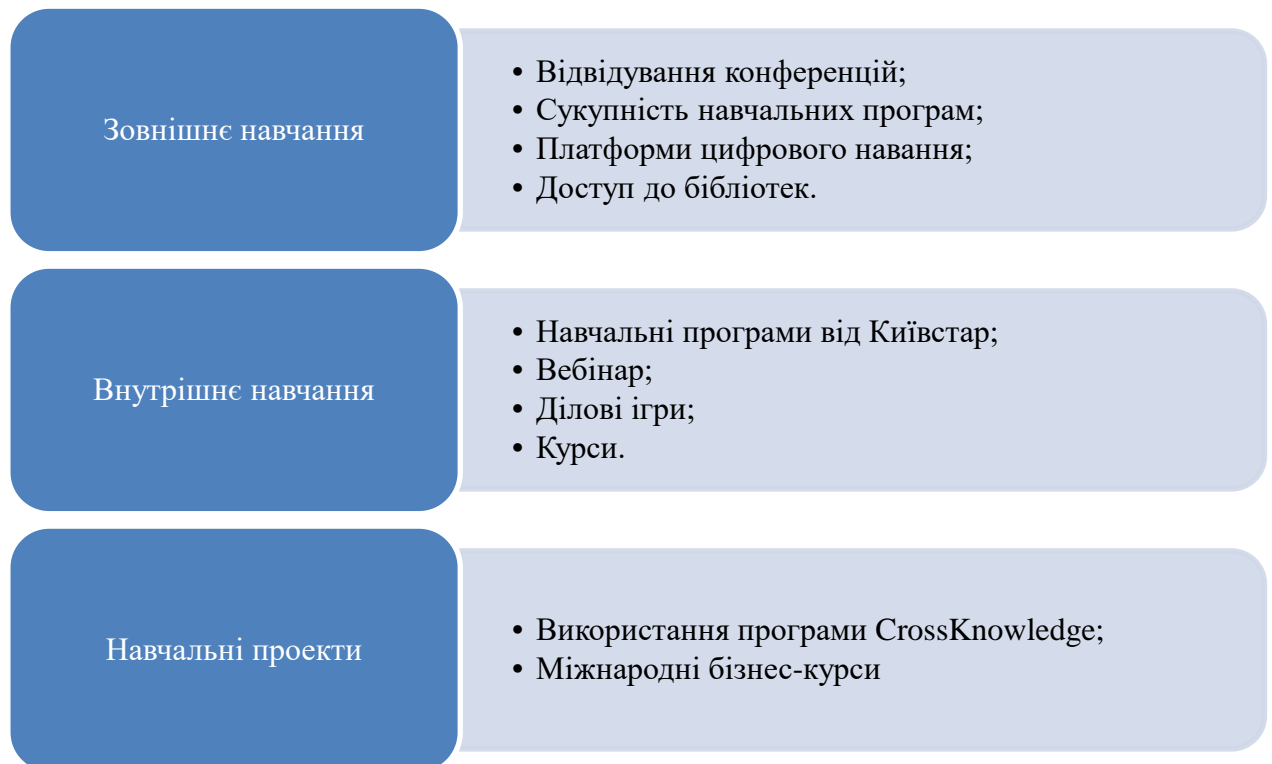 Зовнішнє навчання
• Відвідування конференцій;
• Сукупність навчальних програм;
• Платформи цифрового навання;
• Доступ до бібліотек.
Внутрішнє навчання
• Навчальні програми від Київстар;
• Вебінар;
• Ділові ігри;
• Курси.
Навчальні проекти
• Використання програми CrossKnowledge;
• Міжнародні бізнес-курси